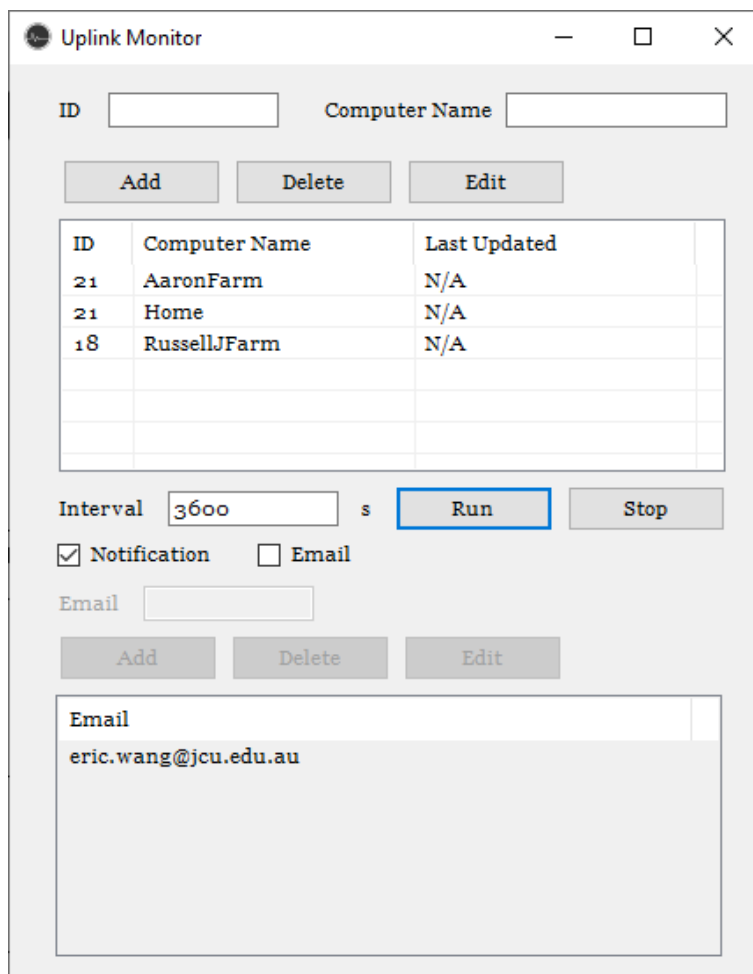 Uplink Monitor
ID Computer Name
Add Delete Edit
ID Computer Name Last Updated
21 AaronFarm N/A
21 Home N/A
18 RussellJFarm N/A
Interval 3600 s Run Stop
Notification Email
Email
Add Delete Edit
Email
eric.wang@jcu.edu.au